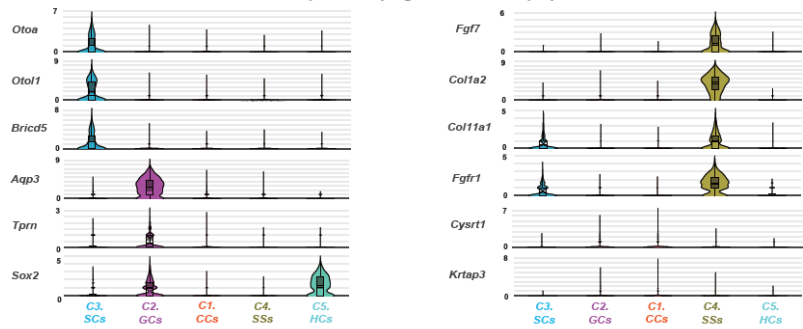 7
Otoa
0
9
Otol1
0
8
Bricd5
0
9
Aqp3
0
3
Tprn
0
5
Sox2
0
C3. C2. C1. C4. C5.
SCs GCs CCs SSs HCs
6
Fgf7
0
9
Col1a2
0
5
Col11a1
0
5
Fgfr1
0
7
Cysrt1
0
8
Krtap3
0
C3. C2. C1. C4. C5.
SCs GCs CCs SSs HCs